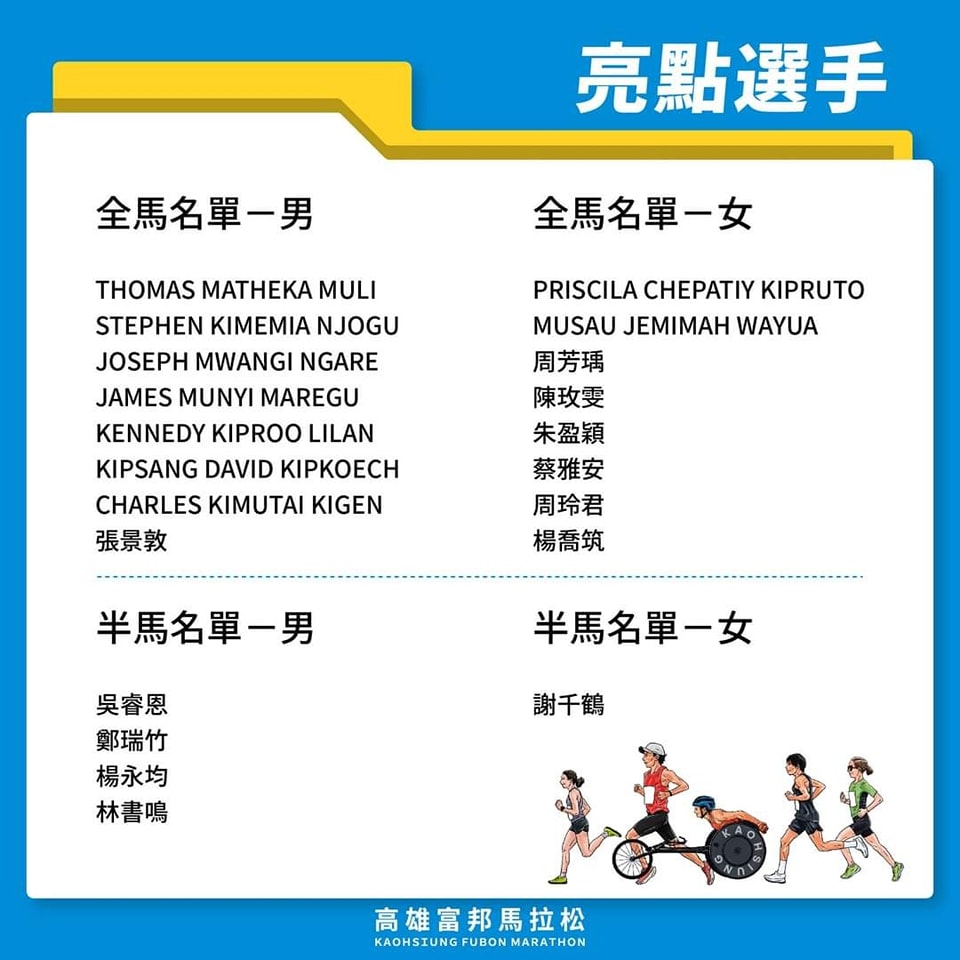 亮點選手
全馬名單－男
THOMAS MATHEKA MULI
STEPHEN KIMEMIA NJOGU
JOSEPH MWANGI NGARE
JAMES MUNYI MAREGU
KENNEDY KIPROO LILAN
KIPSANG DAVID KIPKOECH
CHARLES KIMUTAI KIGEN
張景敦
全馬名單－女
PRISCILA CHEPATIY KIPRUTO
MUSAU JEMIMAH WAYUA
周芳瑀
陳玫雯
朱盈穎
蔡雅安
周玲君
楊喬筑
半馬名單－男
吳睿恩
鄭瑞竹
楊永均
林書鳴
半馬名單－女
謝千鶴
KAOHSIUNG
高雄富邦馬拉松
KAOHSIUNG FUBON MARATHON